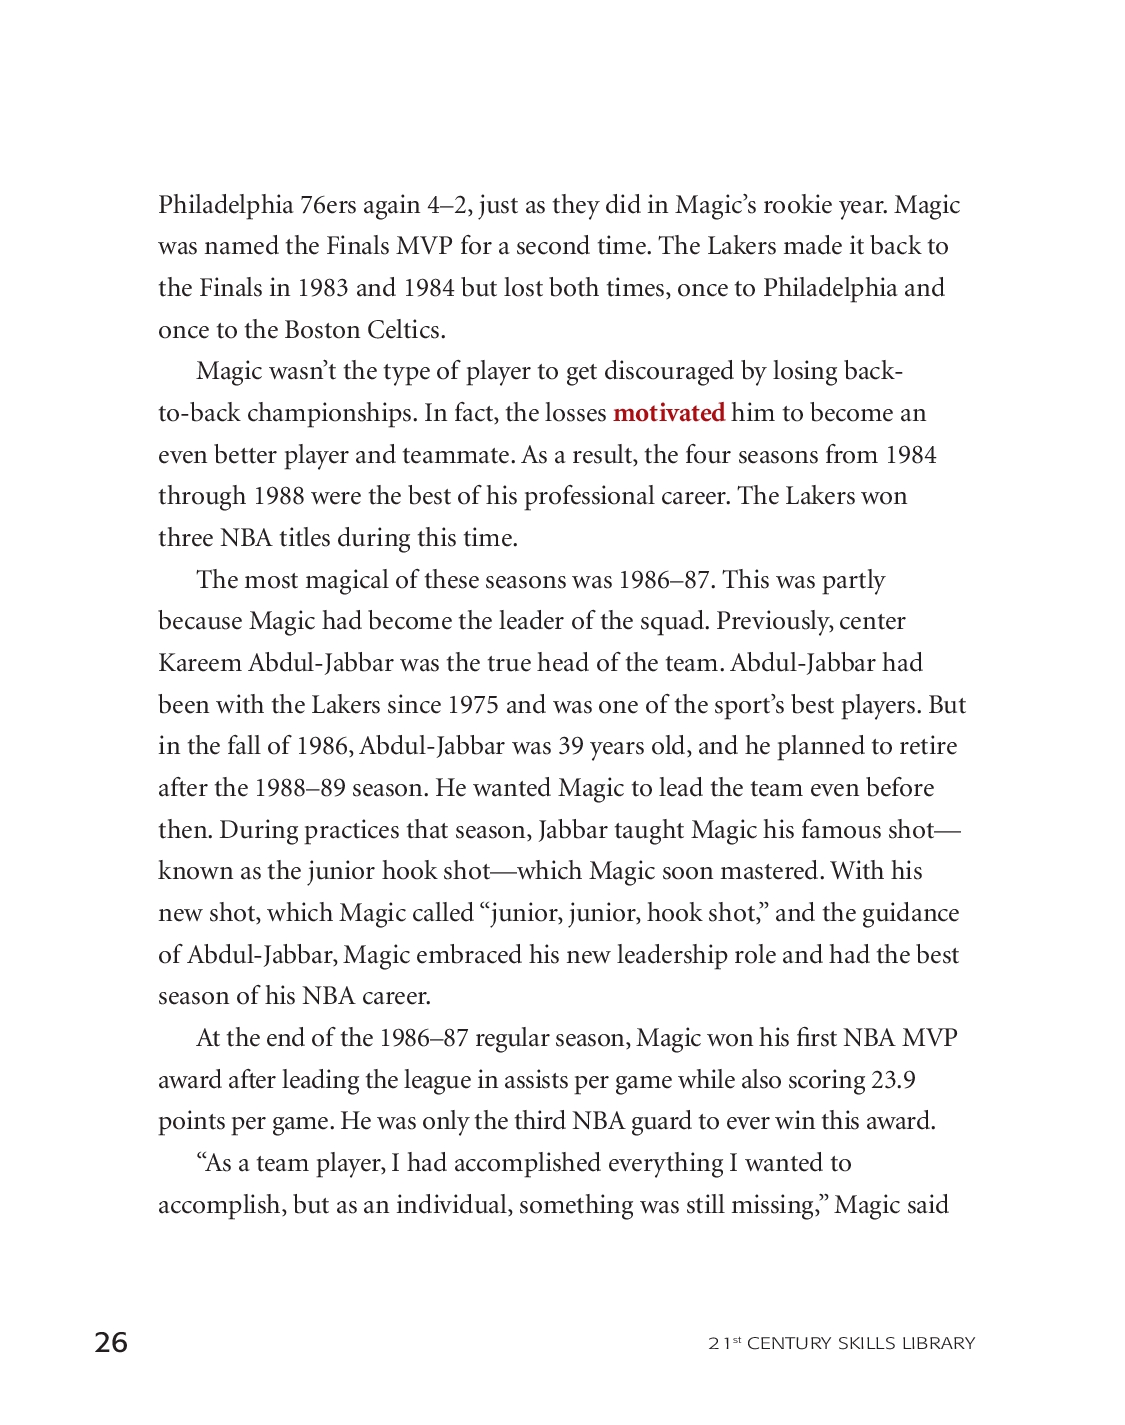 Philadelphia 76ers again 4–2, just as they did in Magic’s rookie year. Magic
was named the Finals MVP for a second time. The Lakers made it back to
the Finals in 1983 and 1984 but lost both times, once to Philadelphia and
once to the Boston Celtics.
Magic wasn’t the type of player to get discouraged by losing back-
to-back championships. In fact, the losses motivated him to become an
even better player and teammate. As a result, the four seasons from 1984
through 1988 were the best of his professional career. The Lakers won
three NBA titles during this time.
The most magical of these seasons was 1986–87. This was partly
because Magic had become the leader of the squad. Previously, center
Kareem Abdul-Jabbar was the true head of the team. Abdul-Jabbar had
been with the Lakers since 1975 and was one of the sport’s best players. But
in the fall of 1986, Abdul-Jabbar was 39 years old, and he planned to retire
after the 1988–89 season. He wanted Magic to lead the team even before
then. During practices that season, Jabbar taught Magic his famous shot—
known as the junior hook shot—which Magic soon mastered. With his
new shot, which Magic called “junior, junior, hook shot,” and the guidance
of Abdul-Jabbar, Magic embraced his new leadership role and had the best
season of his NBA career.
At the end of the 1986–87 regular season, Magic won his first NBA MVP
award after leading the league in assists per game while also scoring 23.9
points per game. He was only the third NBA guard to ever win this award.
“As a team player, I had accomplished everything I wanted to
accomplish, but as an individual, something was still missing,” Magic said
26 21st CENTURY SKILLS LIBRARY